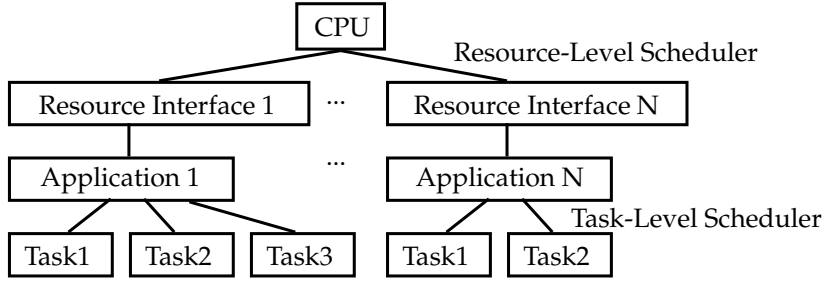 CPU
Resource-Level Scheduler
Resource Interface 1 ... Resource Interface N
Application 1 ... Application N
Task-Level Scheduler
Task1 Task2 Task3 Task1 Task2